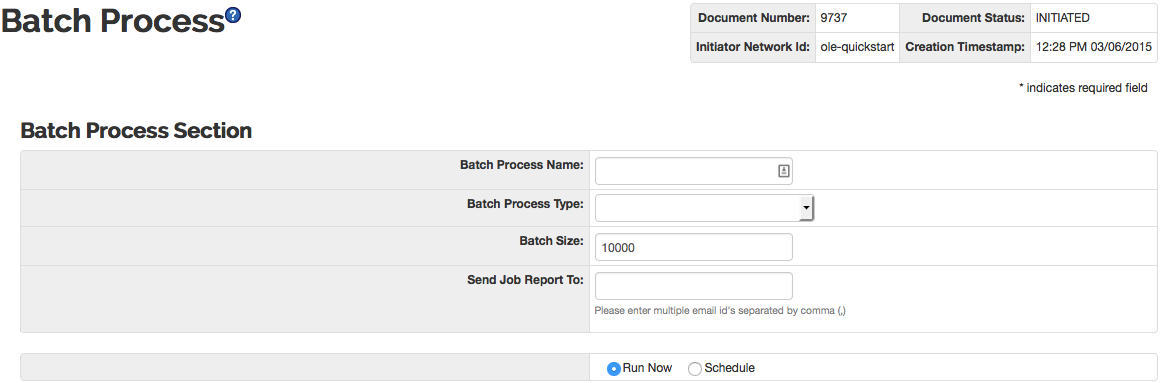 Batch Process?
Document Number: 9737 Document Status: INITIATED
Initiator Network Id: ole-quickstart Creation Timestamp: 12:28 PM 03/06/2015
* indicates required field
Batch Process Section
Batch Process Name:
Batch Process Type:
Batch Size: 10000
Send Job Report To:
Please enter multiple email id's separated by comma (,)
Run Now Schedule